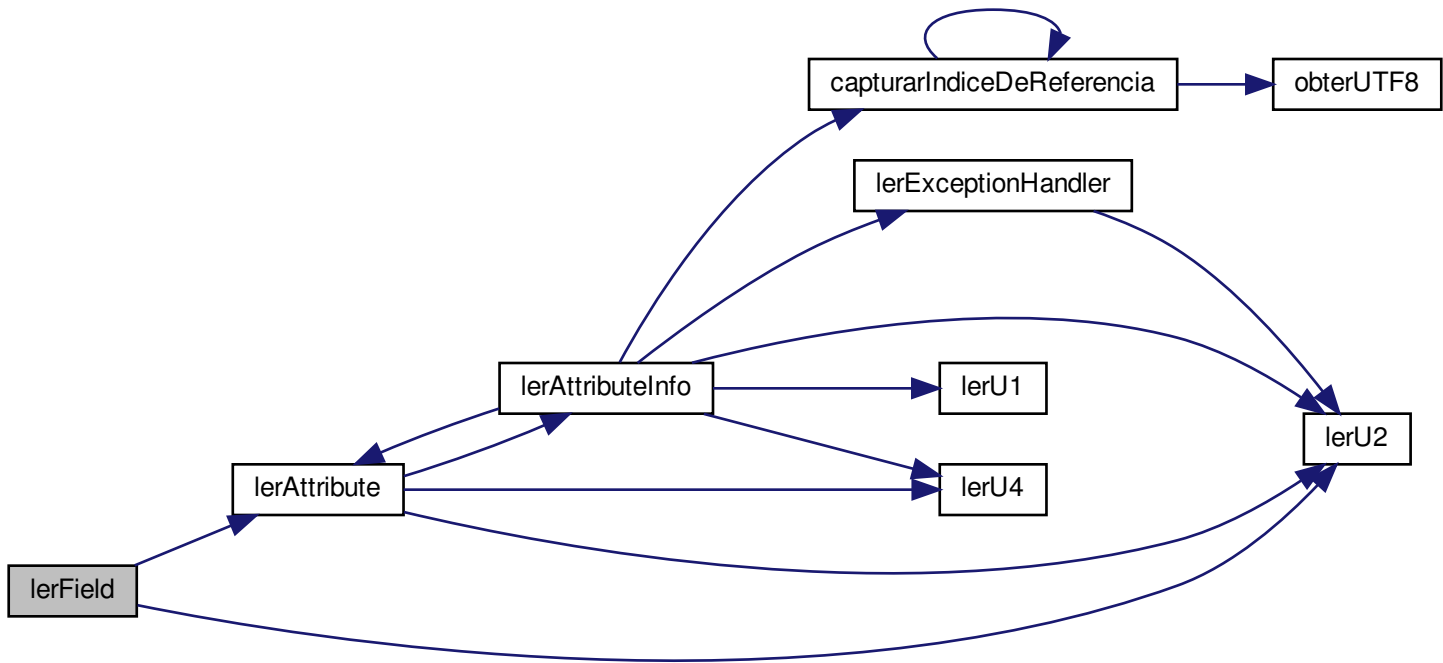 capturarIndiceDeReferencia
obterUTF8
lerExceptionHandler
lerAttributeInfo
lerU1
lerU2
lerAttribute
lerU4
lerField